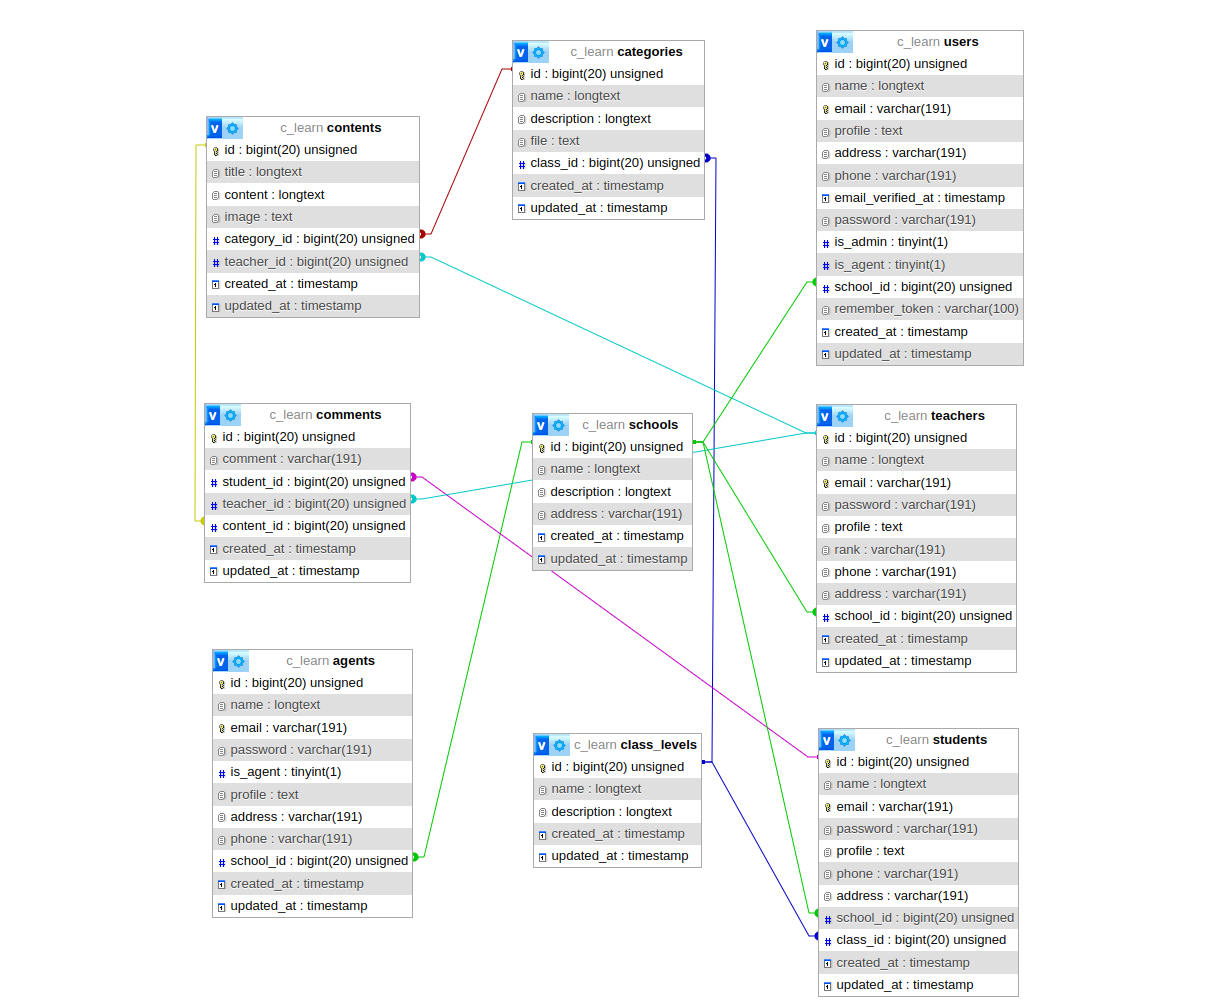 c_learn categories
id : bigint(20) unsigned
name : longtext
description : longtext
file : text
class_id : bigint(20) unsigned
created_at : timestamp
updated_at : timestamp
c_learn users
id : bigint(20) unsigned
name : longtext
email : varchar(191)
profile : text
address : varchar(191)
phone : varchar(191)
email_verified_at : timestamp
password : varchar(191)
is_admin : tinyint(1)
is_agent : tinyint(1)
school_id : bigint(20) unsigned
remember_token : varchar(100)
created_at : timestamp
updated_at : timestamp
c_learn contents
id : bigint(20) unsigned
title : longtext
content : longtext
image : text
category_id : bigint(20) unsigned
teacher_id : bigint(20) unsigned
created_at : timestamp
updated_at : timestamp
c_learn comments
id : bigint(20) unsigned
comment : varchar(191)
student_id : bigint(20) unsigned
teacher_id : bigint(20) unsigned
content_id : bigint(20) unsigned
created_at : timestamp
updated_at : timestamp
c_learn schools
id : bigint(20) unsigned
name : longtext
description : longtext
address : varchar(191)
created_at : timestamp
updated_at : timestamp
c_learn teachers
id : bigint(20) unsigned
name : longtext
email : varchar(191)
password : varchar(191)
profile : text
rank : varchar(191)
phone : varchar(191)
address : varchar(191)
school_id : bigint(20) unsigned
created_at : timestamp
updated_at : timestamp
c_learn agents
id : bigint(20) unsigned
name : longtext
email : varchar(191)
password : varchar(191)
is_agent : tinyint(1)
profile : text
address : varchar(191)
phone : varchar(191)
school_id : bigint(20) unsigned
created_at : timestamp
updated_at : timestamp
c_learn class_levels
id : bigint(20) unsigned
name : longtext
description : longtext
created_at : timestamp
updated_at : timestamp
c_learn students
id : bigint(20) unsigned
name : longtext
email : varchar(191)
password : varchar(191)
profile : text
phone : varchar(191)
address : varchar(191)
school_id : bigint(20) unsigned
class_id : bigint(20) unsigned
created_at : timestamp
updated_at : timestamp